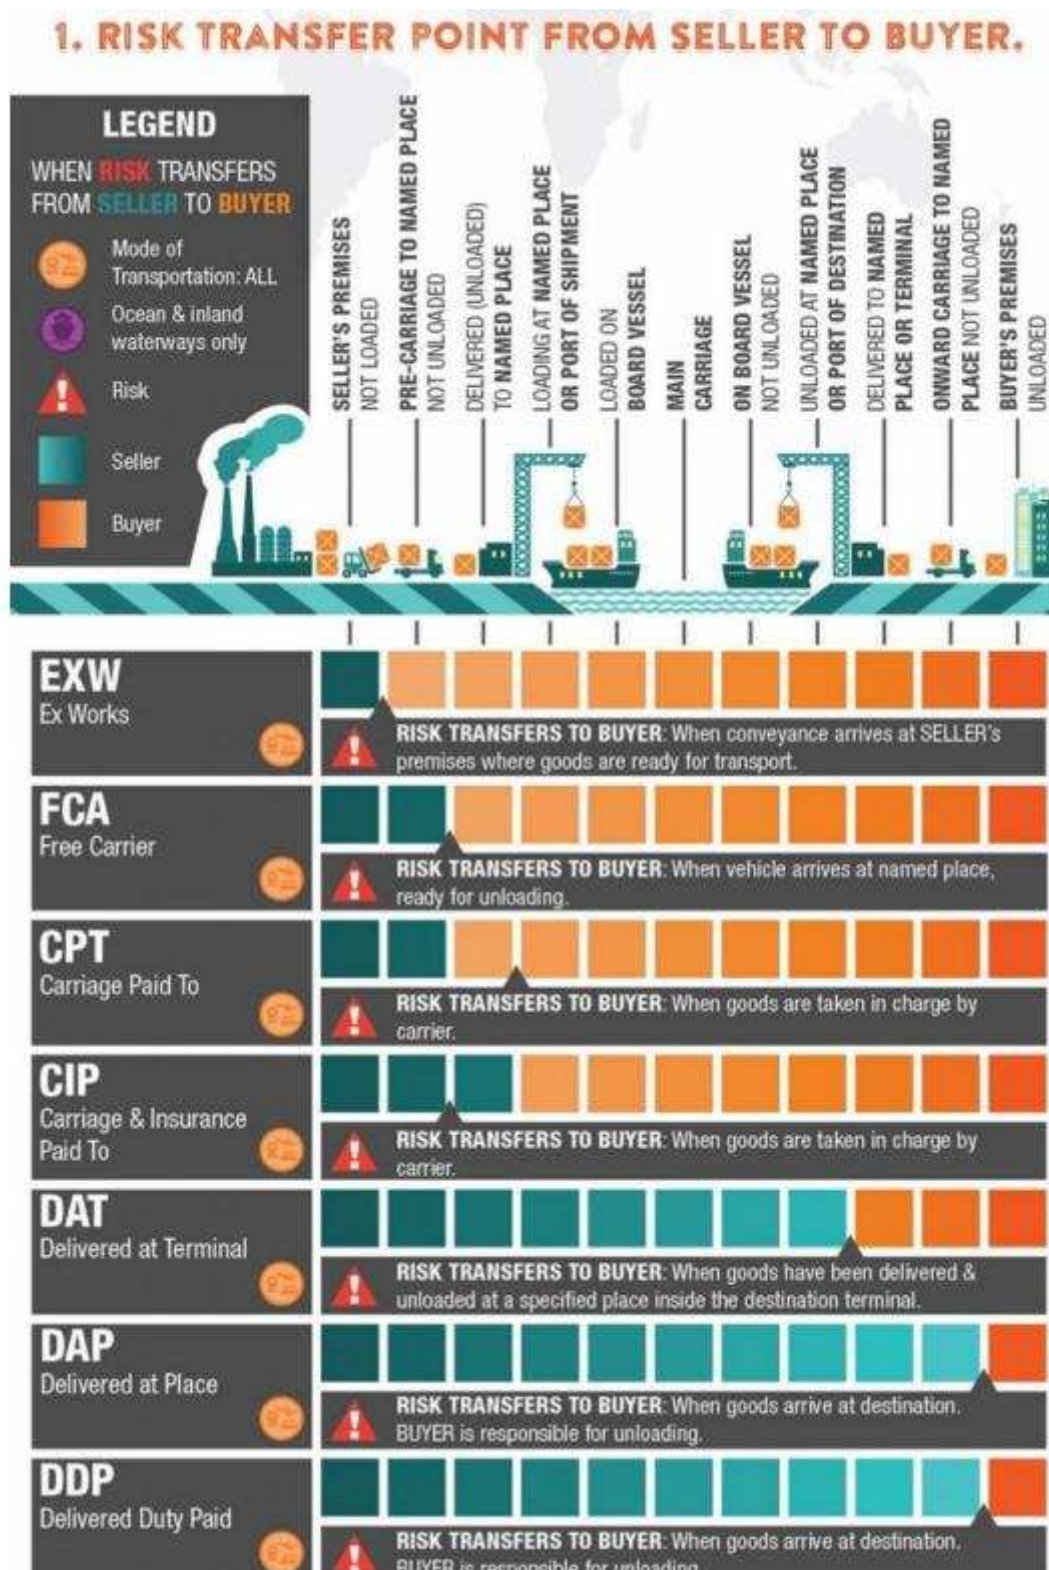 1. RISK TRANSFER POINT FROM SELLER TO BUYER.
LEGEND
WHEN RISK TRANSFERS
FROM SELLER TO BUYER
Mode of
Transportation: ALL
Ocean & inland
waterways only
Risk
Seller
Buyer
SELLER'S PREMISES
NOT LOADED
PRE-CARRIAGE TO NAMED PLACE
NOT UNLOADED
DELIVERED (UNLOADED)
TO NAMED PLACE
LOADING AT NAMED PLACE
OR PORT OF SHIPMENT
LOADED ON
BOARD VESSEL
MAIN
CARRIAGE
ON BOARD VESSEL
NOT UNLOADED
UNLOADED AT NAMED PLACE
OR PORT OF DESTINATION
DELIVERED TO NAMED
PLACE OR TERMINAL
ONWARD CARRIAGE TO NAMED
PLACE NOT UNLOADED
BUYER'S PREMISES
UNLOADED
EXW
Ex Works
RISK TRANSFERS TO BUYER: When conveyance arrives at SELLER's
premises where goods are ready for transport.
FCA
Free Carrier
RISK TRANSFERS TO BUYER: When vehicle arrives at named place,
ready for unloading.
CPT
Carriage Paid To
RISK TRANSFERS TO BUYER: When goods are taken in charge by
carrier.
CIP
Carriage & Insurance
Paid To
RISK TRANSFERS TO BUYER: When goods are taken in charge by
carrier.
DAT
Delivered at Terminal
RISK TRANSFERS TO BUYER: When goods have been delivered &
unloaded at a specified place inside the destination terminal.
DAP
Delivered at Place
RISK TRANSFERS TO BUYER: When goods arrive at destination.
BUYER is responsible for unloading.
DDP
Delivered Duty Paid
RISK TRANSFERS TO BUYER: When goods arrive at destination.
BUYER is responsible for unloading